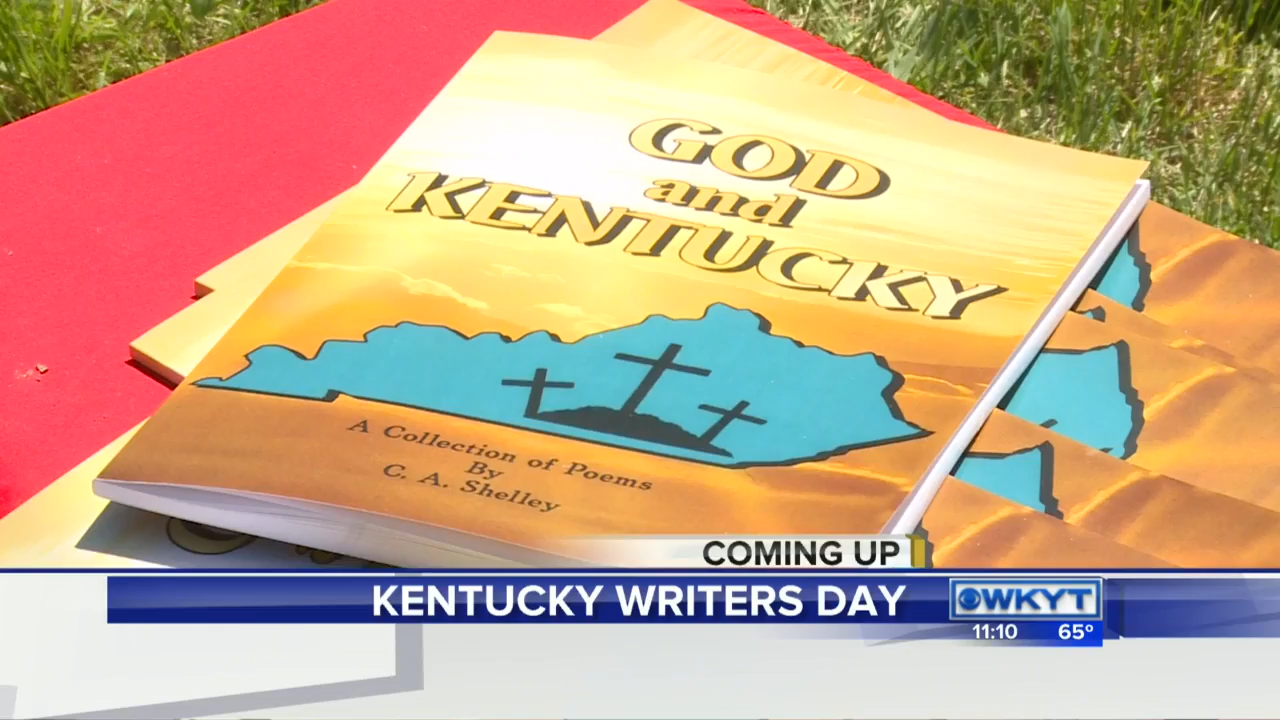 GOD
and
KENTUCKY
A Collection of Poems
By
C. A. Shelley
COMING UP
KENTUCKY WRITERS DAY
WKYT
11:10 65°